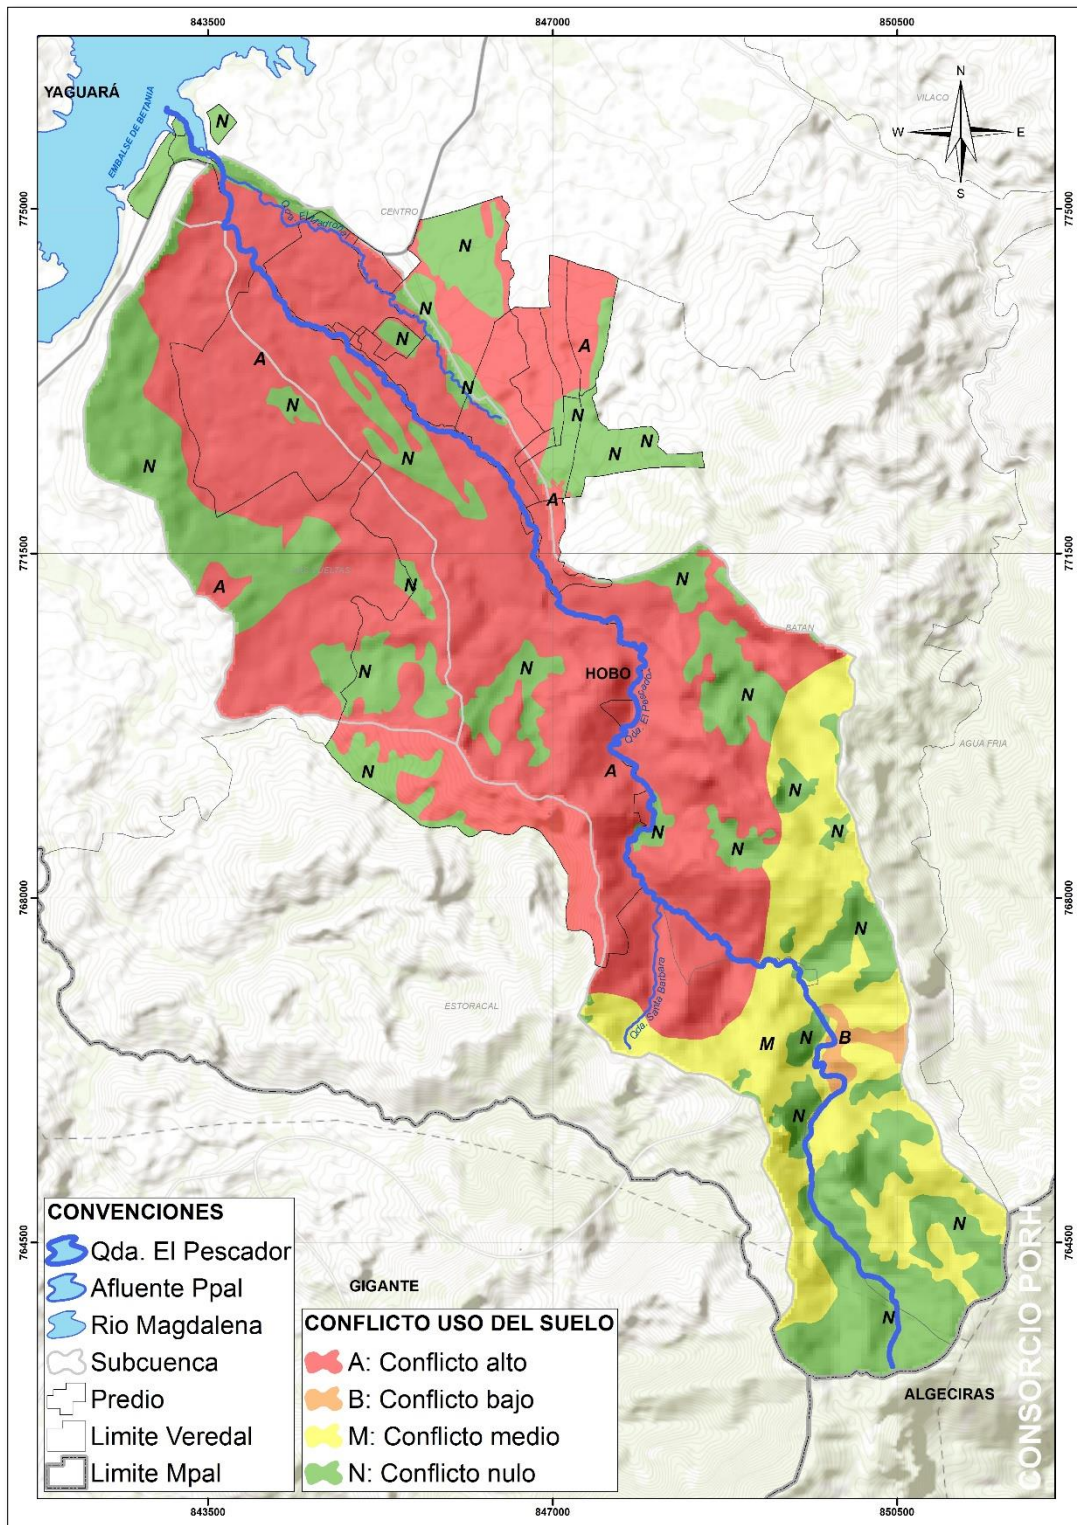 843500
847000
850500
YAGUARÁ
EMBALSE DE BETANIA
N
VILACO
N
W
E
S
775000
775000
CENTRO
N
N
N
A
A
N
N
N
N
N
N
N
A
771500
771500
A
N
N
BATAN
N
N
HOBO
N
Qda. El Pescador
AGUA FRIA
N
A
N
N
N
N
768000
768000
N
Qda. Santa Barbara
ESTORACAL
M
N
B
N
N
764500
764500
N
GIGANTE
ALGECIRAS
CONSORCIO PORH
CONVENCIONES
Qda. El Pescador
Afluente Ppal
Rio Magdalena
Subcuenca
Predio
Limite Veredal
Limite Mpal
CONFLICTO USO DEL SUELO
A: Conflicto alto
B: Conflicto bajo
M: Conflicto medio
N: Conflicto nulo
843500
847000
850500